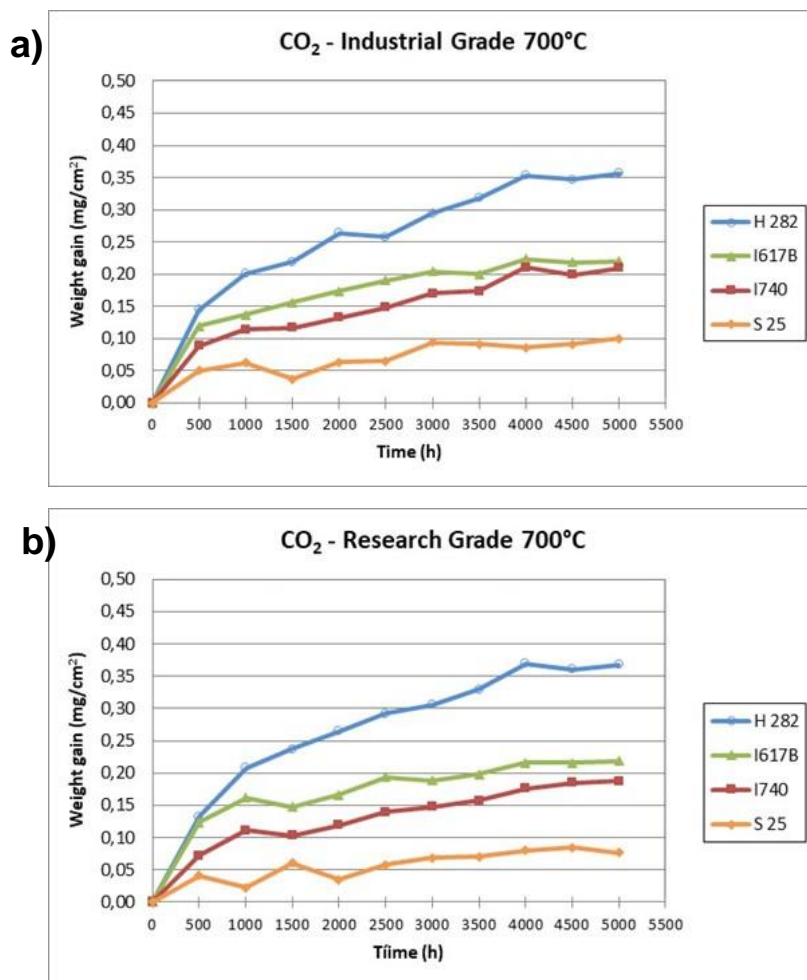 a)
CO₂ - Industrial Grade 700°C
Weight gain (mg/cm²)
0,50
0,45
0,40
0,35
0,30
0,25
0,20
0,15
0,10
0,05
0,00
0 500 1000 1500 2000 2500 3000 3500 4000 4500 5000 5500
Time (h)
H 282
I617B
I740
S 25
b)
CO₂ - Research Grade 700°C
Weight gain (mg/cm²)
0,50
0,45
0,40
0,35
0,30
0,25
0,20
0,15
0,10
0,05
0,00
0 500 1000 1500 2000 2500 3000 3500 4000 4500 5000 5500
Tiime (h)
H 282
I617B
I740
S 25